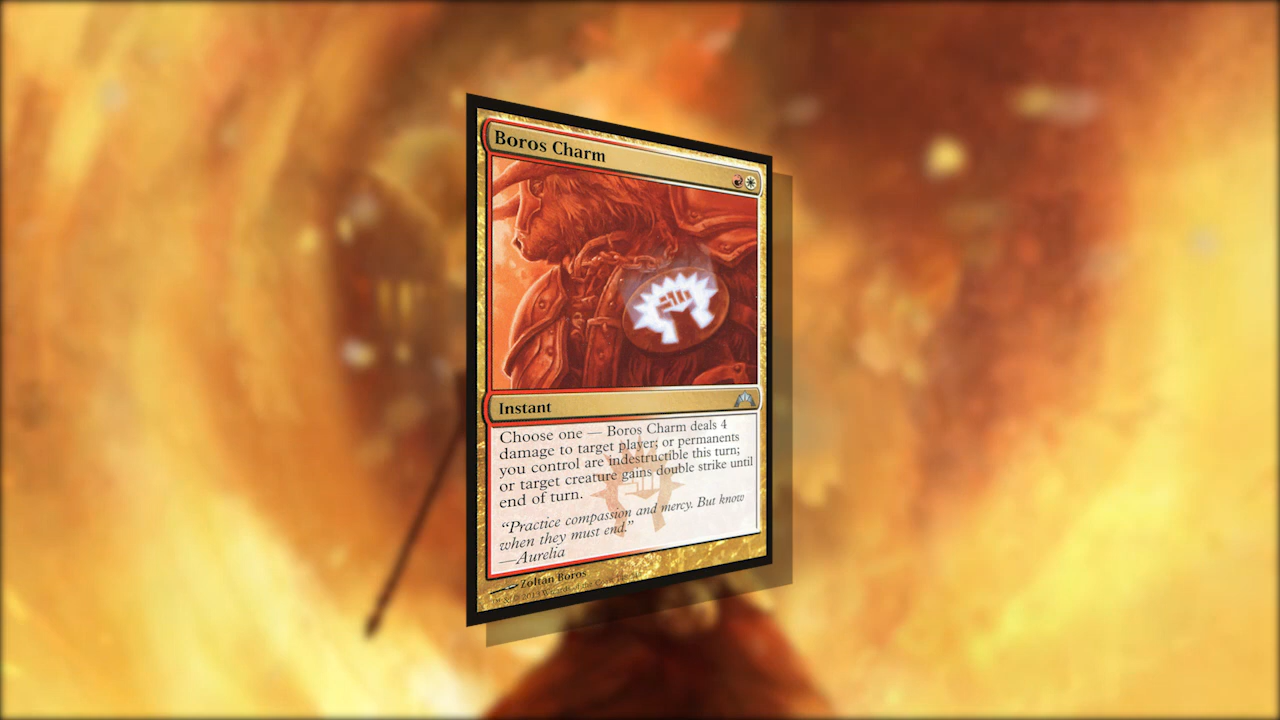 Boros Charm
Instant
Choose one — Boros Charm deals 4
damage to target player; or permanents
you control are indestructible this turn;
or target creature gains double strike until
end of turn.
“Practice compassion and mercy. But know
when they must end.”
—Aurelia
Zoltan Boros